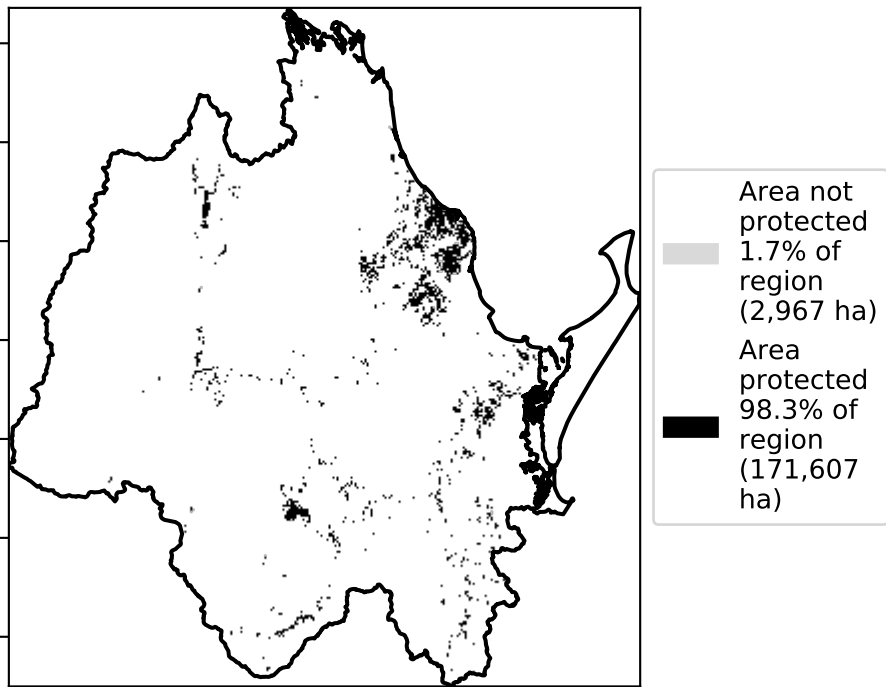 Area not
protected
1.7% of
region
(2,967 ha)
Area
protected
98.3% of
region
(171,607
ha)